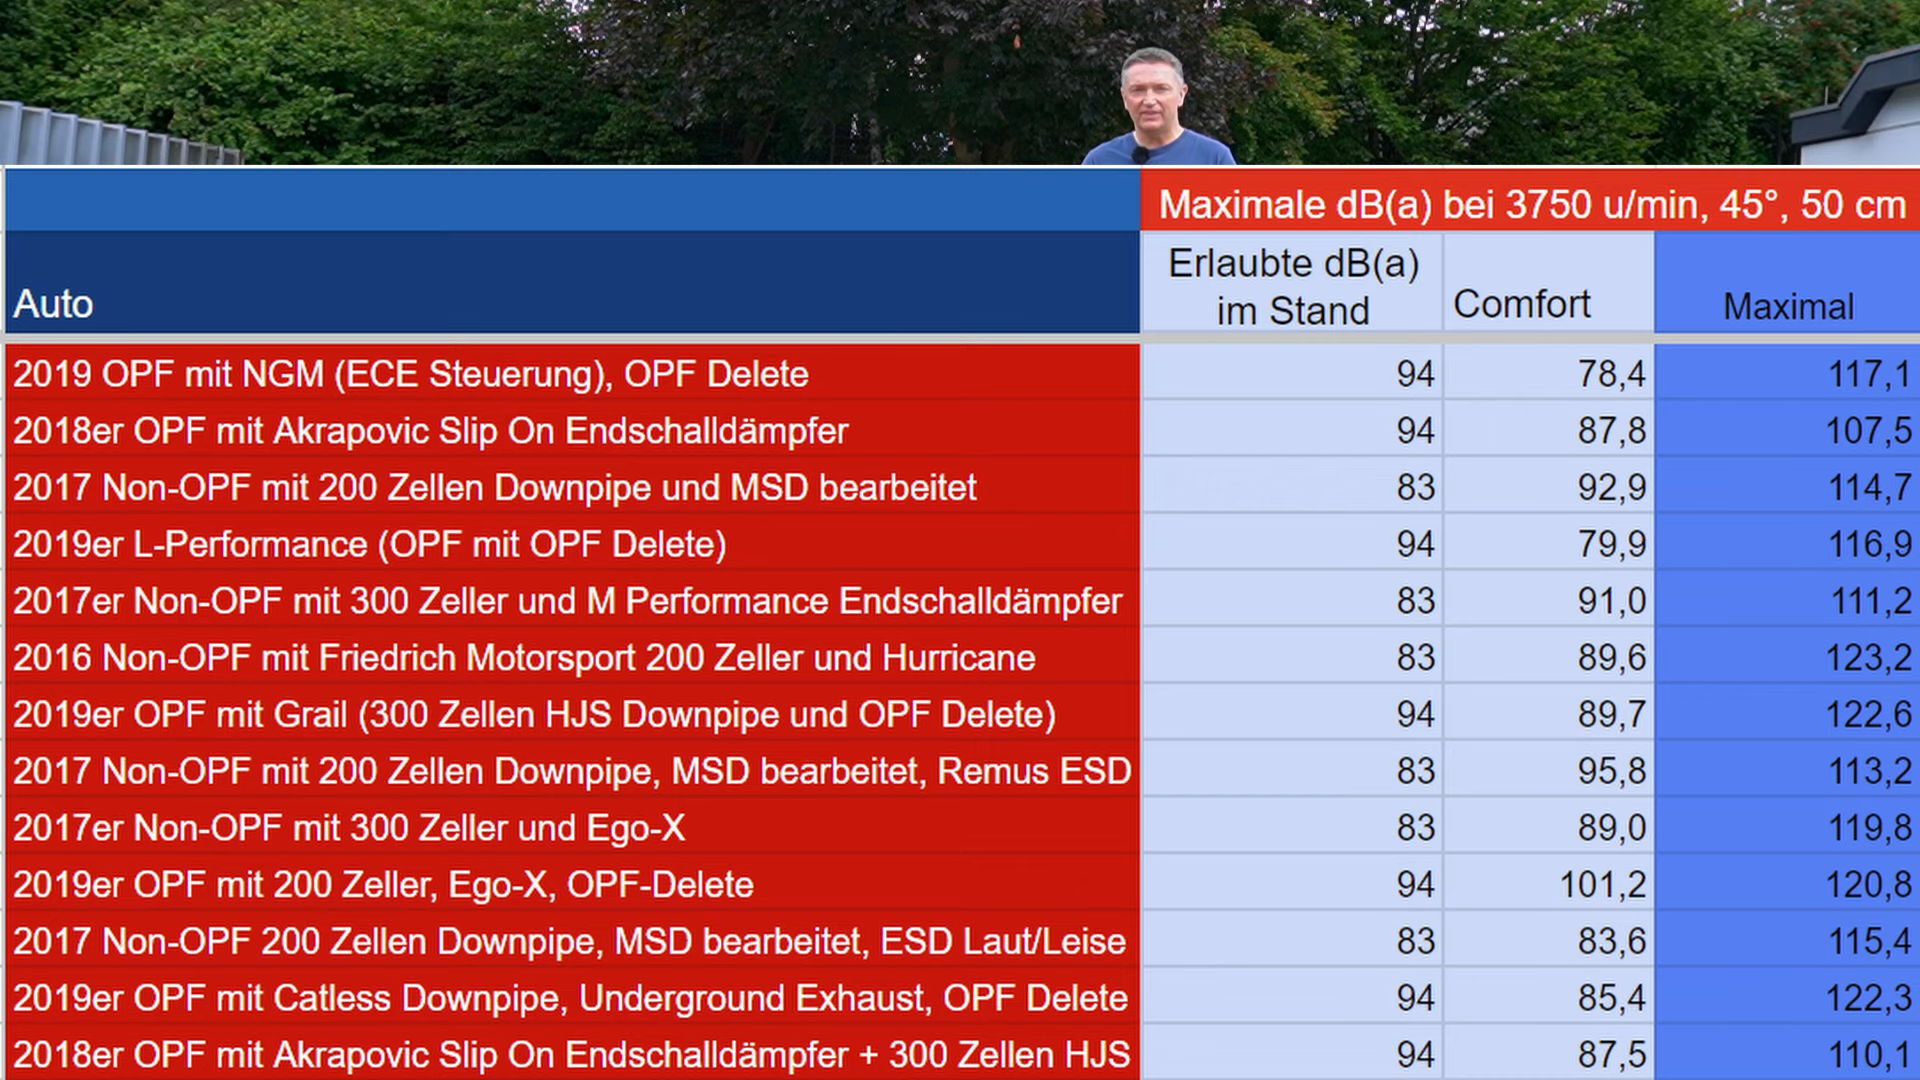 Maximale dB(a) bei 3750 u/min, 45°, 50 cm
Auto Erlaubte dB(a) im Stand Comfort Maximal
2019 OPF mit NGM (ECE Steuerung), OPF Delete 94 78,4 117,1
2018er OPF mit Akrapovic Slip On Endschalldämpfer 94 87,8 107,5
2017 Non-OPF mit 200 Zellen Downpipe und MSD bearbeitet 83 92,9 114,7
2019er L-Performance (OPF mit OPF Delete) 94 79,9 116,9
2017er Non-OPF mit 300 Zeller und M Performance Endschalldämpfer 83 91,0 111,2
2016 Non-OPF mit Friedrich Motorsport 200 Zeller und Hurricane 83 89,6 123,2
2019er OPF mit Grail (300 Zellen HJS Downpipe und OPF Delete) 94 89,7 122,6
2017 Non-OPF mit 200 Zellen Downpipe, MSD bearbeitet, Remus ESD 83 95,8 113,2
2017er Non-OPF mit 300 Zeller und Ego-X 83 89,0 119,8
2019er OPF mit 200 Zeller, Ego-X, OPF-Delete 94 101,2 120,8
2017 Non-OPF 200 Zellen Downpipe, MSD bearbeitet, ESD Laut/Leise 83 83,6 115,4
2019er OPF mit Catless Downpipe, Underground Exhaust, OPF Delete 94 85,4 122,3
2018er OPF mit Akrapovic Slip On Endschalldämpfer + 300 Zellen HJS 94 87,5 110,1